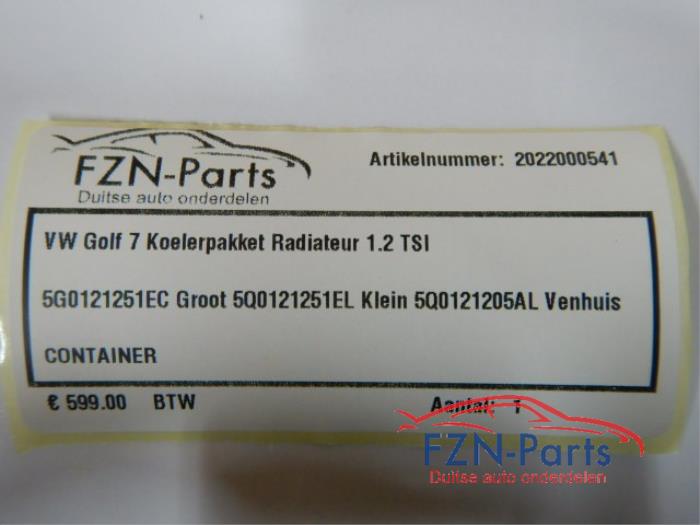 FZN-Parts
Duitse auto onderdelen
Artikelnummer: 2022000541
VW Golf 7 Koelerpakket Radiateur 1.2 TSI
5G0121251EC Groot 5Q0121251EL Klein 5Q0121205AL Venhuis
CONTAINER
€ 599.00 BTW
Aantal: 1
FZN-Parts
Duitse auto onderdelen